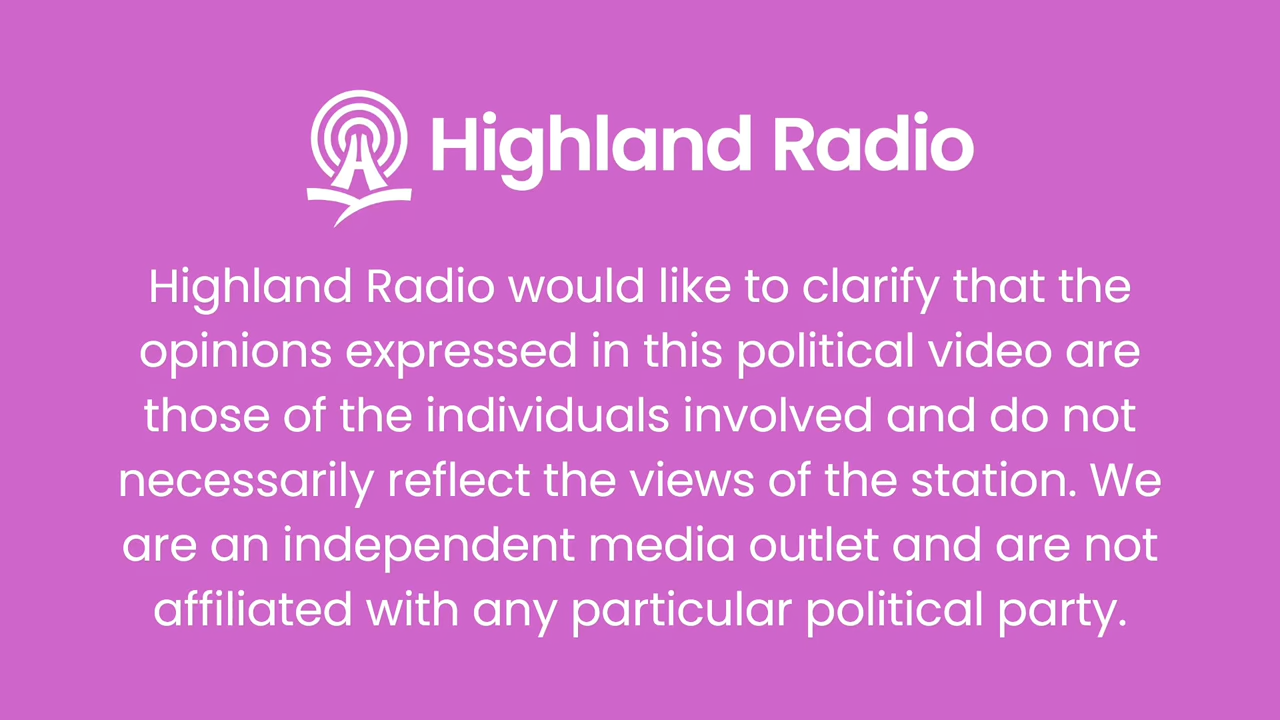 Highland Radio
Highland Radio would like to clarify that the
opinions expressed in this political video are
those of the individuals involved and do not
necessarily reflect the views of the station. We
are an independent media outlet and are not
affiliated with any particular political party.